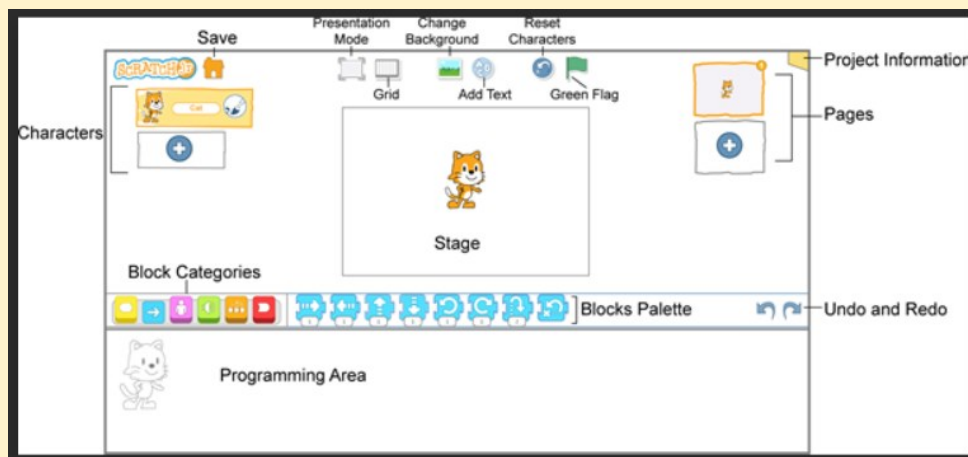 Presentation Mode
Change Background
Reset Characters
Save
Project Information
SCRATCHJr
Grid
Add Text
Green Flag
Cat
Pages
Characters
Stage
Block Categories
Blocks Palette
Undo and Redo
Programming Area